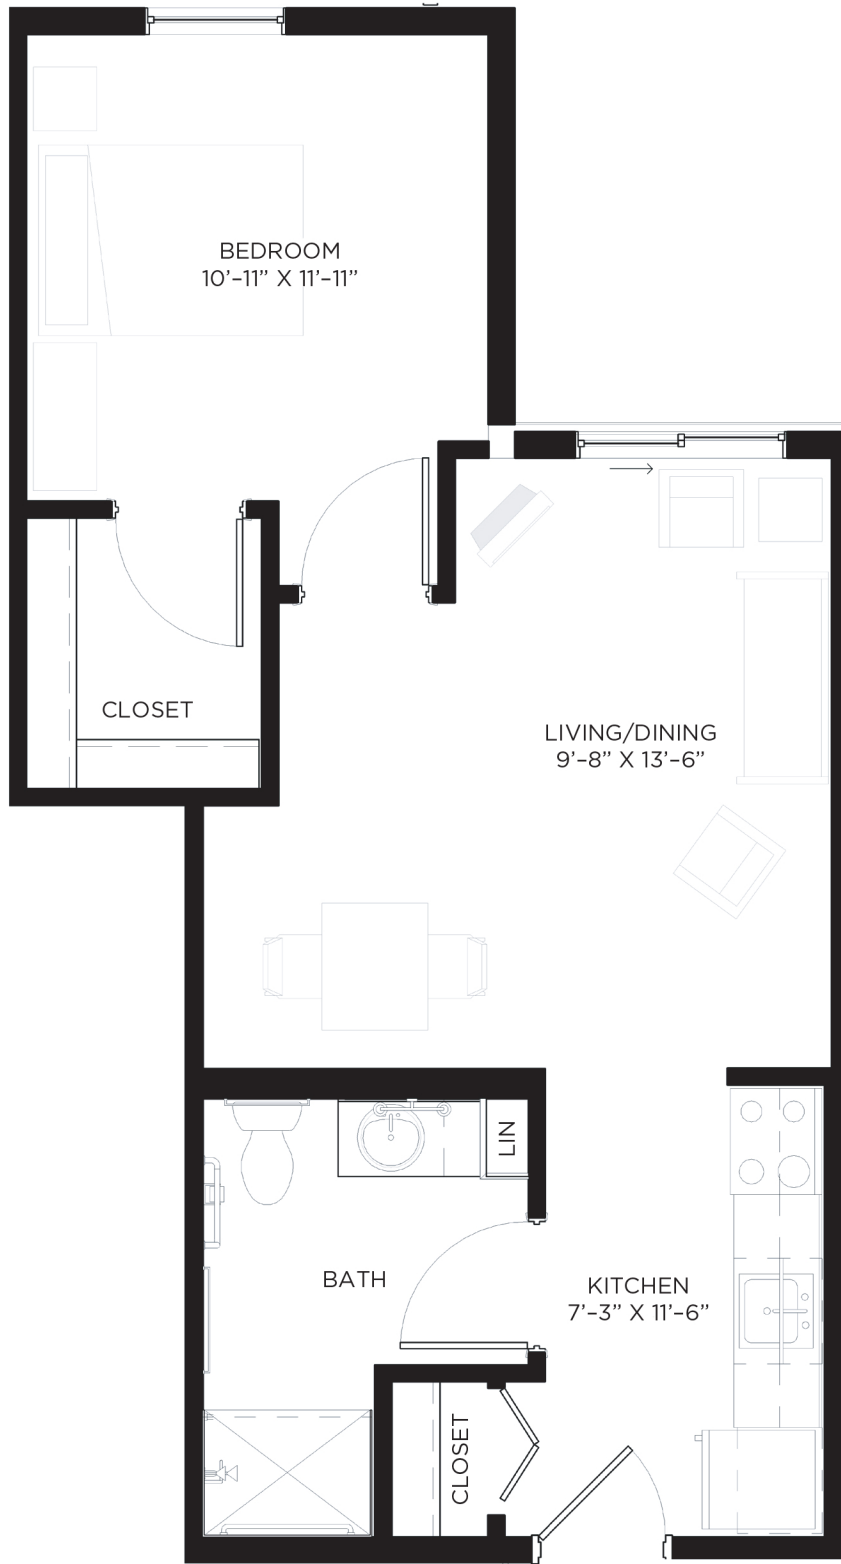 BEDROOM
10’-11” X 11’-11”
CLOSET
LIVING/DINING
9’-8” X 13’-6”
LIN
BATH
KITCHEN
7’-3” X 11’-6”
CLOSET